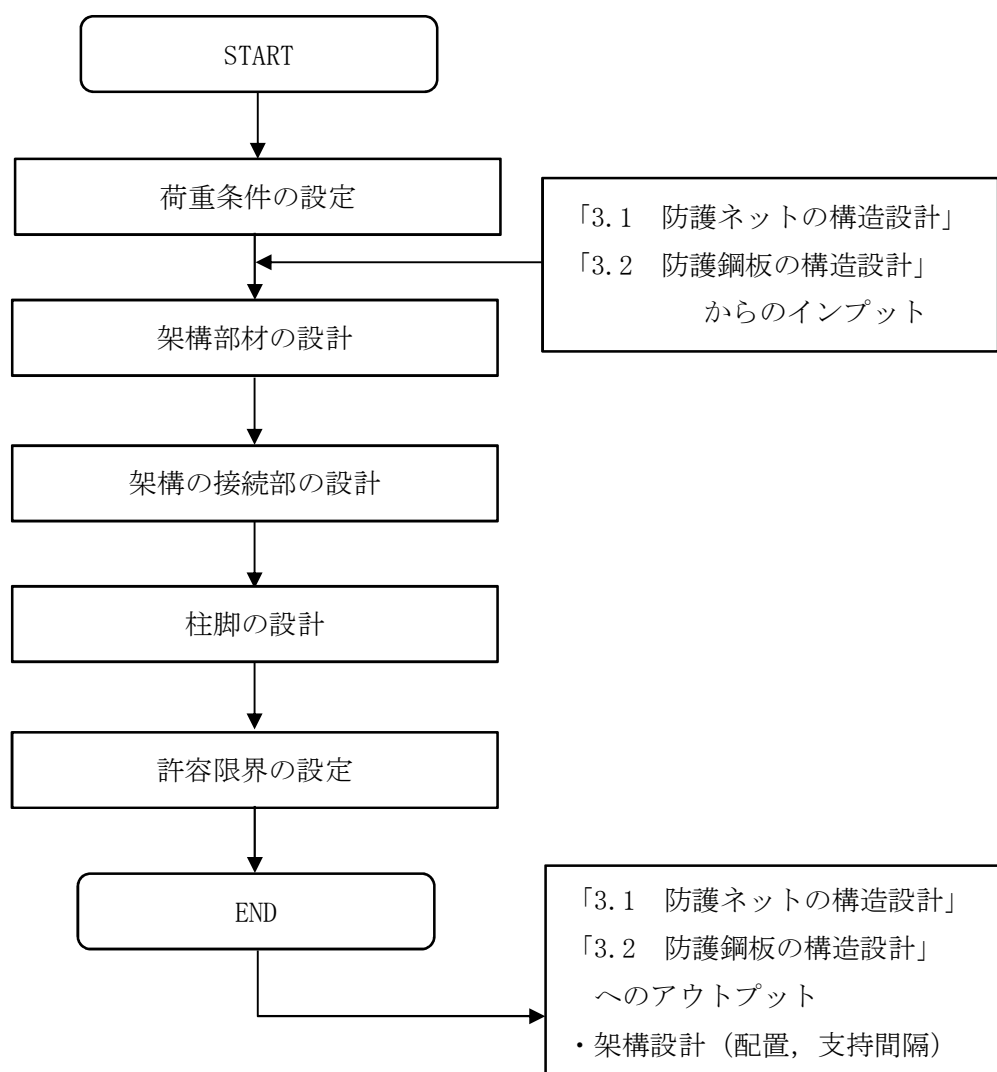 START
荷重条件の設定
「3.1　防護ネットの構造設計」
「3.2　防護鋼板の構造設計」
からのインプット
架構部材の設計
架構の接続部の設計
柱脚の設計
許容限界の設定
END
「3.1　防護ネットの構造設計」
「3.2　防護鋼板の構造設計」
へのアウトプット
・架構設計（配置，支持間隔）